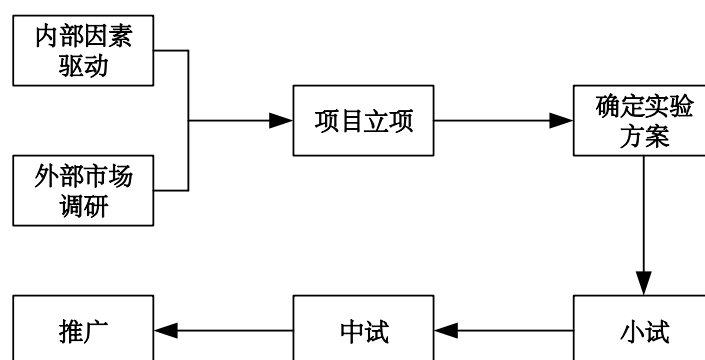 内部因素
驱动
外部市场
调研
项目立项
确定实验
方案
小试
中试
推广